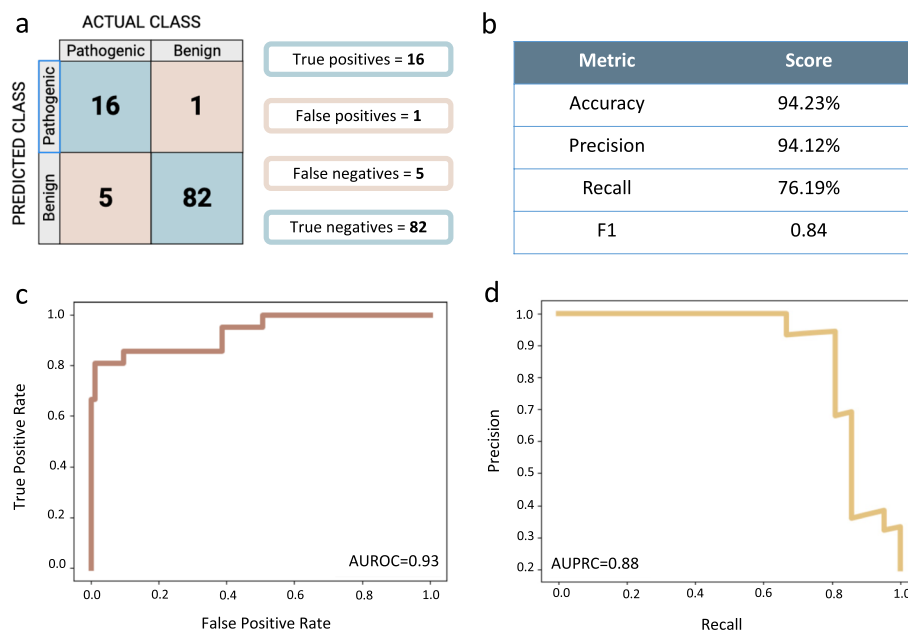 a
ACTUAL CLASS
Pathogenic Benign
PREDICTED CLASS
Pathogenic
Benign
16 1
5 82
True positives = 16
False positives = 1
False negatives = 5
True negatives = 82
b
Metric Score
Accuracy 94.23%
Precision 94.12%
Recall 76.19%
F1 0.84
c
True Positive Rate
1.0
0.8
0.6
0.4
0.2
0.0
AUROC=0.93
0.0 0.2 0.4 0.6 0.8 1.0
False Positive Rate
d
Precision
1.0
0.9
0.8
0.7
0.6
0.5
0.4
0.3
0.2
AUPRC=0.88
0.0 0.2 0.4 0.6 0.8 1.0
Recall